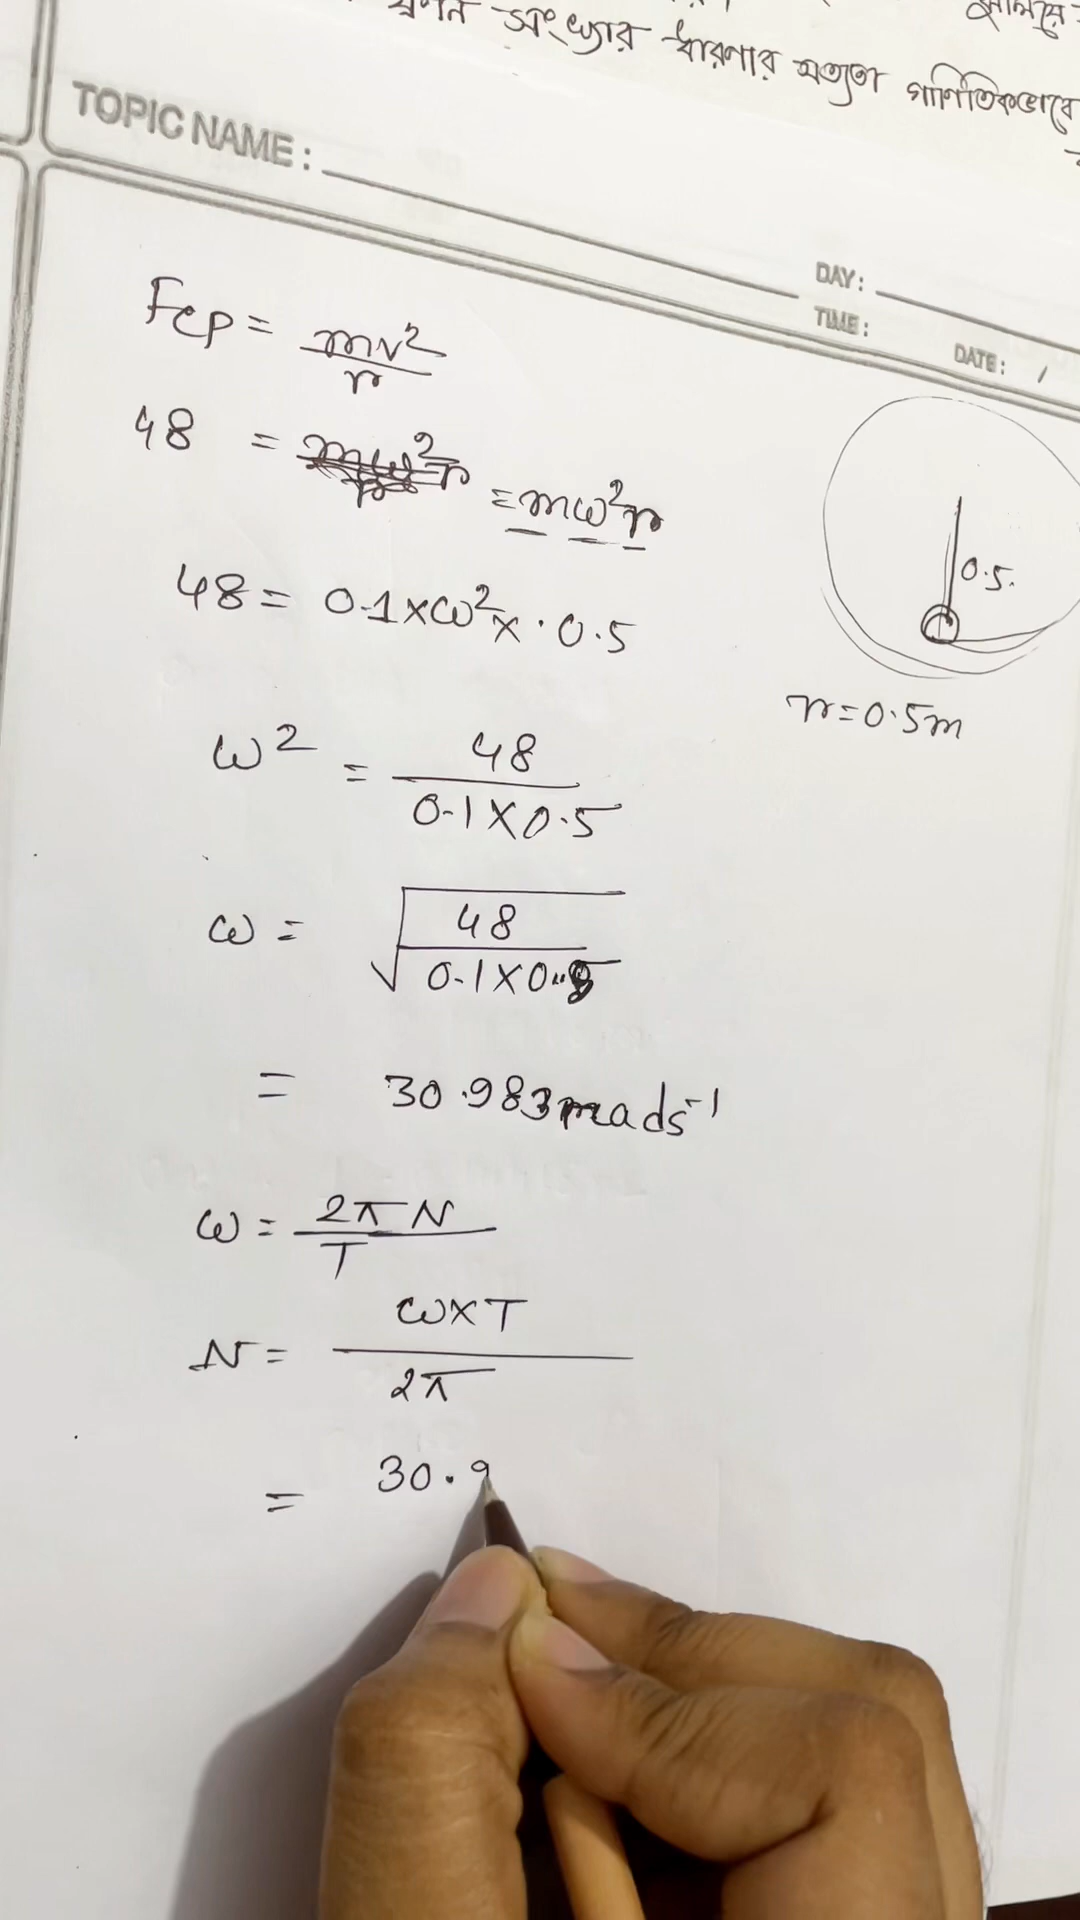 সংখ্যার ধারণার সত্যতা গাণিতিকভাবে
TOPIC NAME :
DAY :
TIME :
DATE : /
Fcp = mv²/r
48 = = mω²r
0.5.
48 = 0.1 × ω² × . 0.5
r = 0.5m
ω² = 48/0.1 × 0.5
ω = √48/0.1 × 0.5
= 30.983 rads⁻¹
ω = 2πN/T
N = ω × T/2π
= 30.9